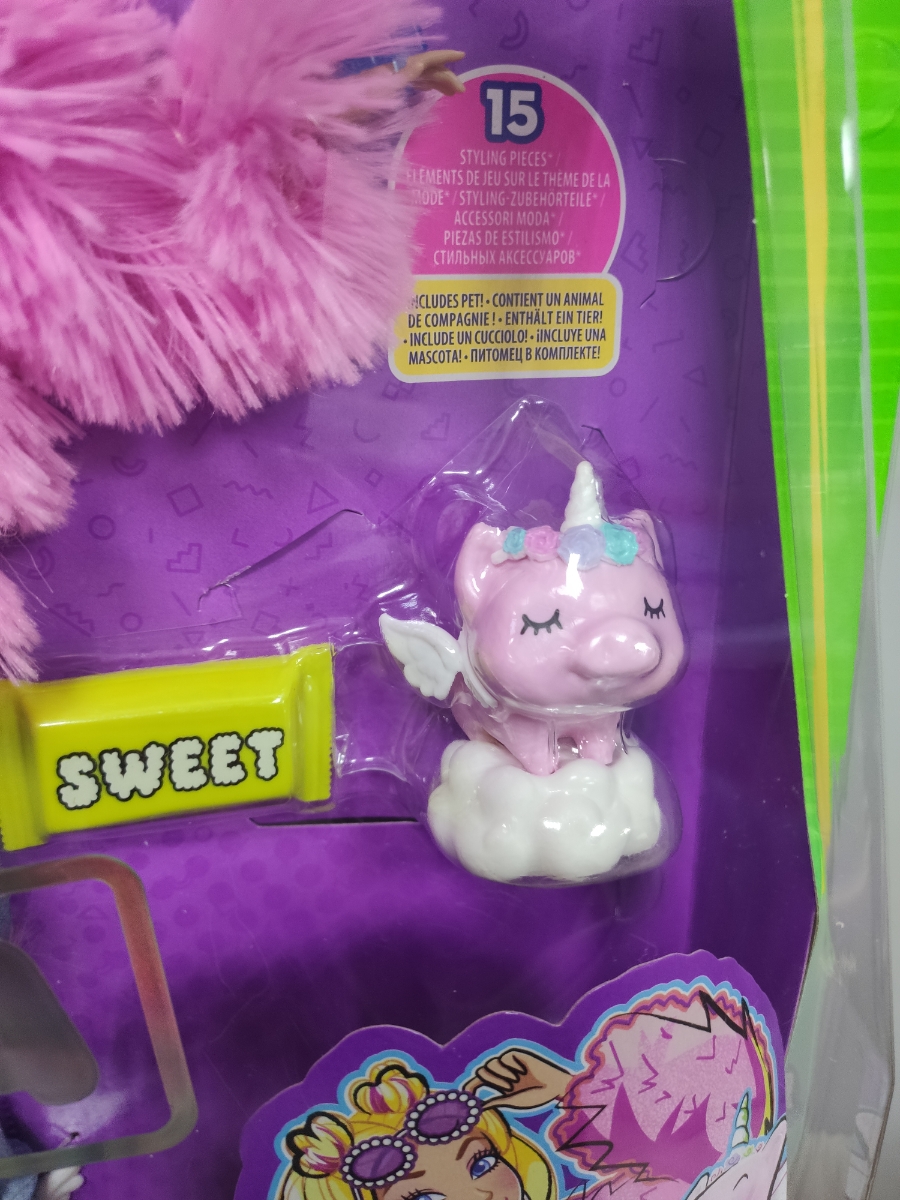 15
STYLING PIECES* /
ÉLÉMENTS DE JEU SUR LE THÈME DE LA
MODE* / STYLING-ZUBEHÖRTEILE* /
ACCESSORI MODA* /
PIEZAS DE ESTILISMO* /
СТИЛЬНЫХ АКСЕССУАРОВ*
NCLUDES PET! • CONTIENT UN ANIMAL
DE COMPAGNIE ! • ENTHÄLT EIN TIER!
• INCLUDE UN CUCCIOLO! • ¡INCLUYE UNA
MASCOTA! • ПИТОМЕЦ В КОМПЛЕКТЕ!
SWEET